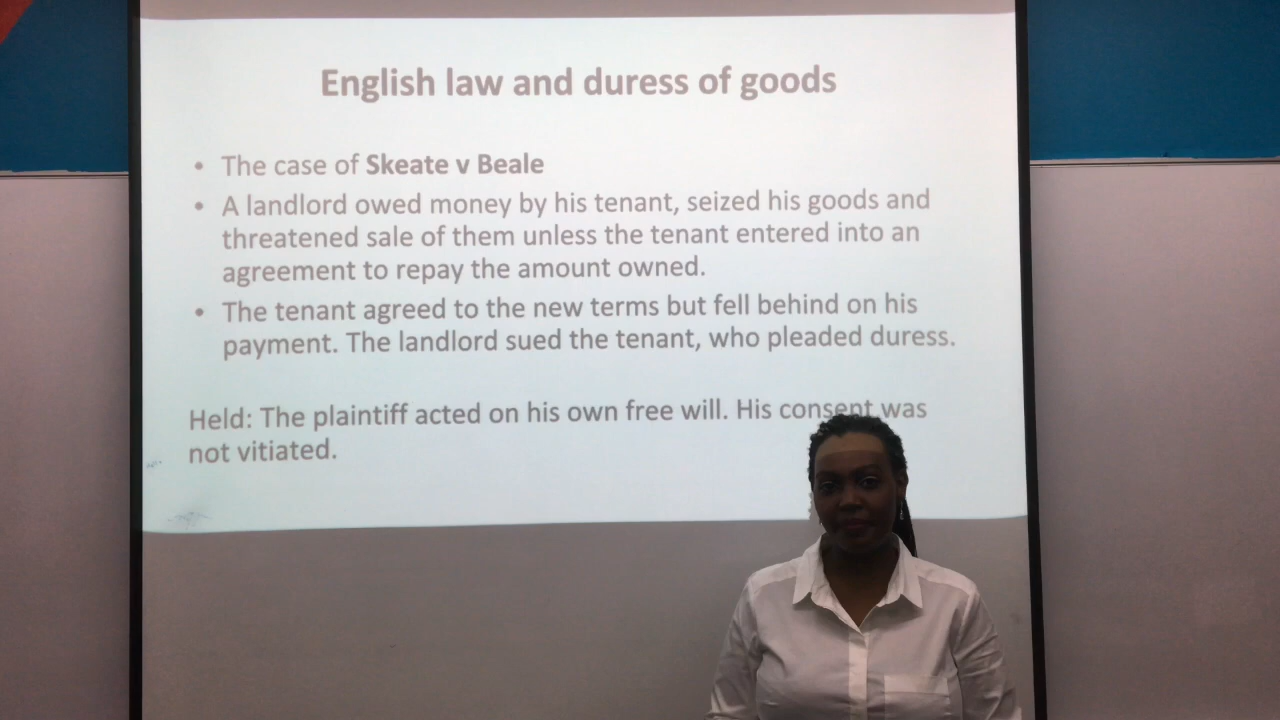 English law and duress of goods
• The case of Skeate v Beale
• A landlord owed money by his tenant, seized his goods and
threatened sale of them unless the tenant entered into an
agreement to repay the amount owned.
• The tenant agreed to the new terms but fell behind on his
payment. The landlord sued the tenant, who pleaded duress.
Held: The plaintiff acted on his own free will. His consent was
not vitiated.